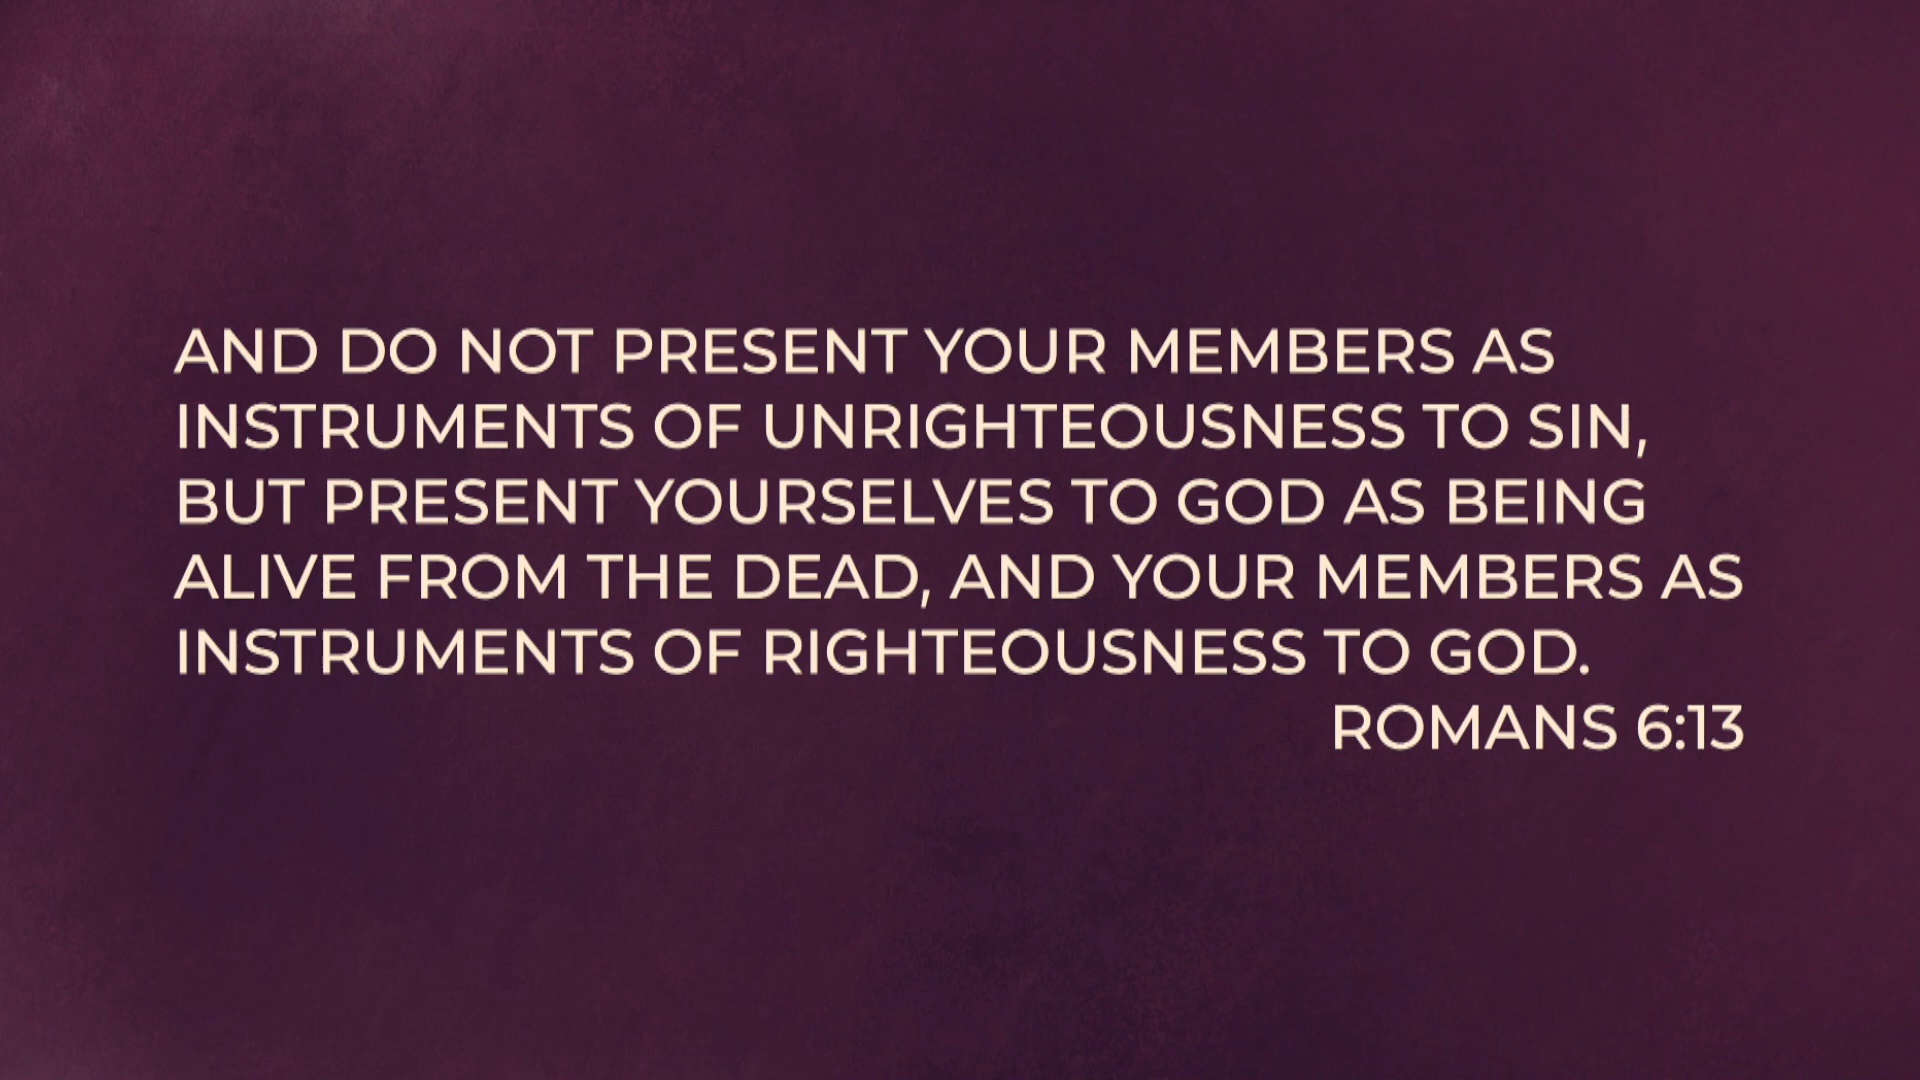 AND DO NOT PRESENT YOUR MEMBERS AS
INSTRUMENTS OF UNRIGHTEOUSNESS TO SIN,
BUT PRESENT YOURSELVES TO GOD AS BEING
ALIVE FROM THE DEAD, AND YOUR MEMBERS AS
INSTRUMENTS OF RIGHTEOUSNESS TO GOD.
ROMANS 6:13